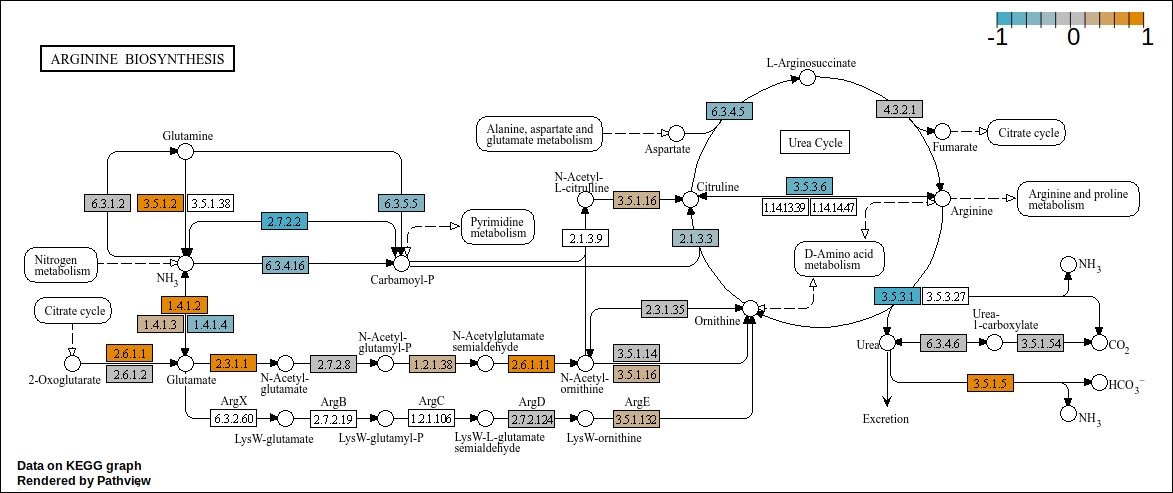 -1 0 1
ARGININE BIOSYNTHESIS
L-Arginosuccinate
6.3.4.5
4.3.2.1
Alanine, aspartate and
glutamate metabolism
Aspartate
Urea Cycle
Fumarate
Citrate cycle
Glutamine
6.3.1.2
3.5.1.2
3.5.1.38
6.3.5.5
N-Acetyl-
L-citrulline
3.5.1.16
Citruline
3.5.3.6
1.14.13.39
1.14.14.47
Arginine
Arginine and proline
metabolism
2.7.2.2
Pyrimidine
metabolism
2.1.3.9
2.1.3.3
D-Amino acid
metabolism
Nitrogen
metabolism
NH3
6.3.4.16
Carbamoyl-P
NH3
Citrate cycle
1.4.1.2
1.4.1.3
1.4.1.4
2.3.1.35
Ornithine
3.5.3.1
3.5.3.27
Urea-
1-carboxylate
2.6.1.1
2.6.1.2
2-Oxoglutarate
Glutamate
2.3.1.1
N-Acetyl-
glutamate
2.7.2.8
N-Acetyl-
glutamyl-P
1.2.1.38
N-Acetylglutamate
semialdehyde
2.6.1.11
N-Acetyl-
ornithine
3.5.1.14
3.5.1.16
Urea
6.3.4.6
3.5.1.54
CO2
3.5.1.5
HCO3−
NH3
Excretion
ArgX
6.3.2.60
LysW-glutamate
ArgB
2.7.2.19
LysW-glutamyl-P
ArgC
1.2.1.106
LysW-L-glutamate
semialdehyde
ArgD
2.7.2.124
LysW-ornithine
ArgE
3.5.1.132
Data on KEGG graph
Rendered by Pathview